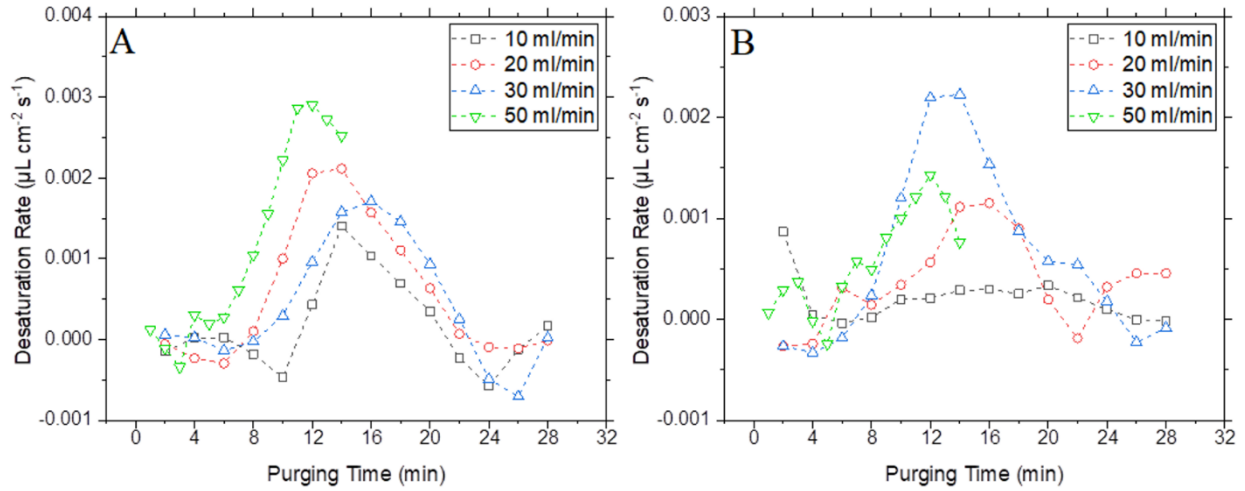 A
10 ml/min
20 ml/min
30 ml/min
50 ml/min
0.004
0.003
0.002
0.001
0.000
-0.001
Desaturation Rate (µL cm⁻² s⁻¹)
0 4 8 12 16 20 24 28 32
Purging Time (min)
B
10 ml/min
20 ml/min
30 ml/min
50 ml/min
0.003
0.002
0.001
0.000
-0.001
Desaturation Rate (µL cm⁻² s⁻¹)
0 4 8 12 16 20 24 28 32
Purging Time (min)